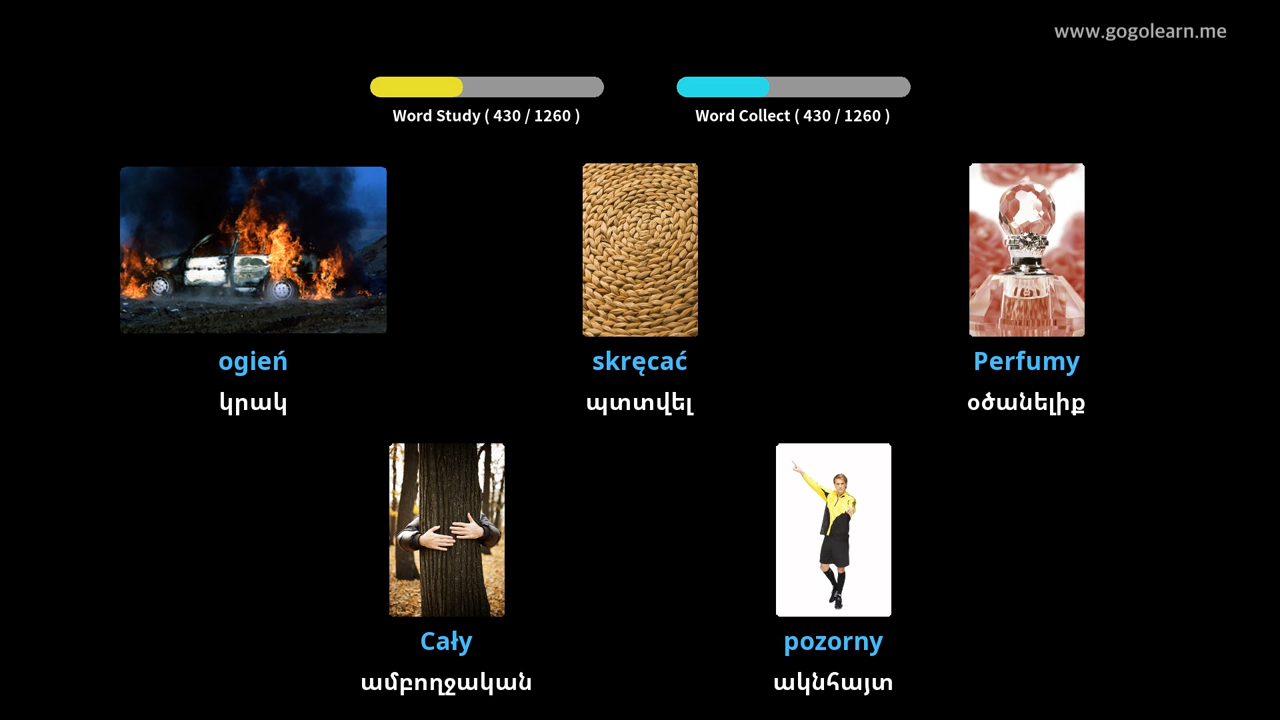 www.gogolearn.me
Word Study ( 430 / 1260 )
Word Collect ( 430 / 1260 )
ogień
skręcać
Perfumy
կրակ
պտտվել
օծանելիք
Cały
pozorny
ամբողջական
ակնհայտ